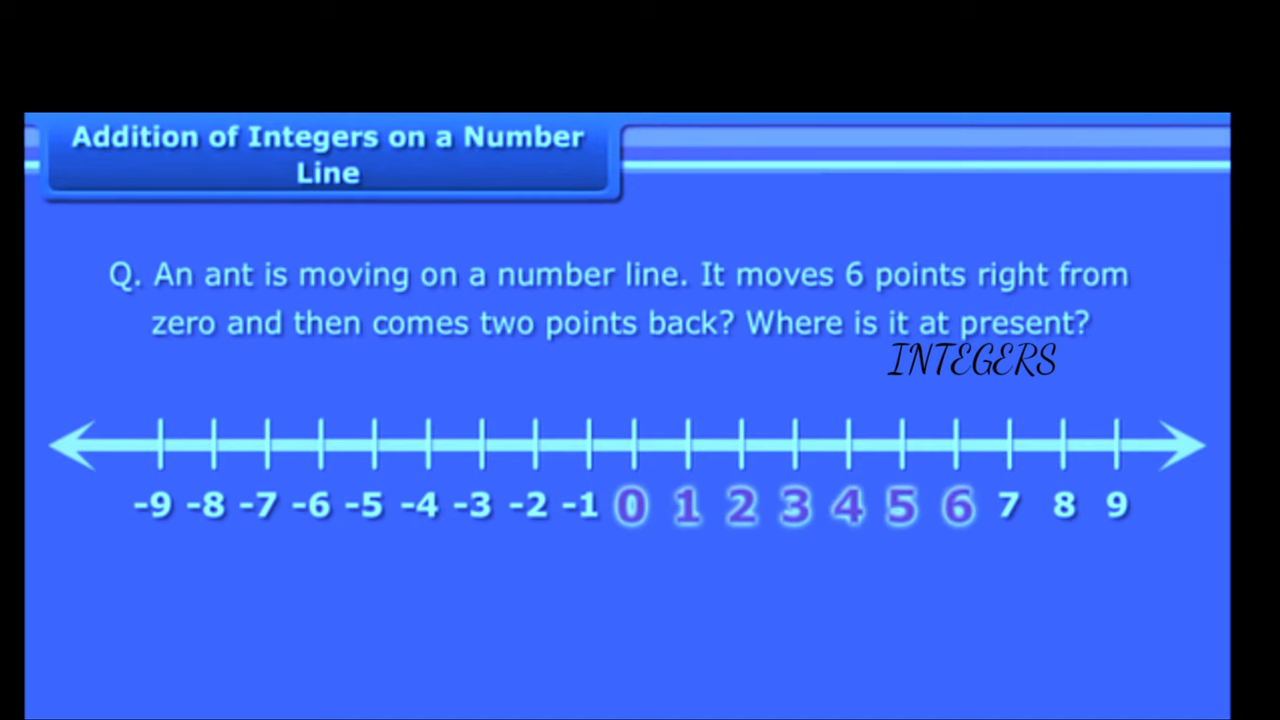 Addition of Integers on a Number
Line
Q. An ant is moving on a number line. It moves 6 points right from
zero and then comes two points back? Where is it at present?
INTEGERS
-9 -8 -7 -6 -5 -4 -3 -2 -1 0 1 2 3 4 5 6 7 8 9